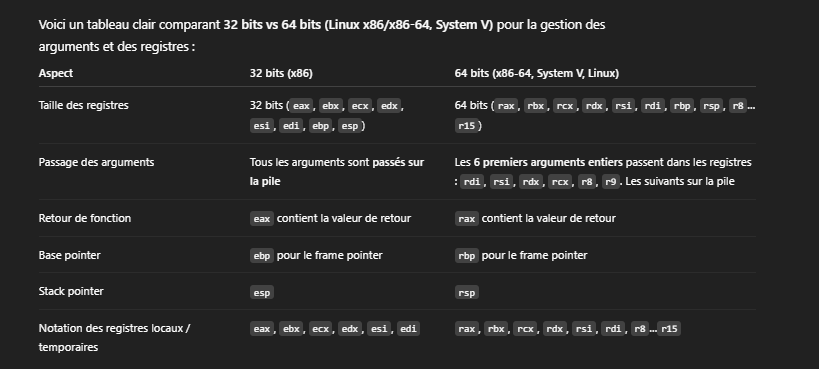 Voici un tableau clair comparant 32 bits vs 64 bits (Linux x86/x86-64, System V) pour la gestion des
arguments et des registres :
Aspect 32 bits (x86) 64 bits (x86-64, System V, Linux)
Taille des registres 32 bits ( eax , ebx , ecx , edx , 64 bits ( rax , rbx , rcx , rdx , rsi , rdi , rbp , rsp , r8 ...
esi , edi , ebp , esp ) r15 )
Passage des arguments Tous les arguments sont passés sur Les 6 premiers arguments entiers passent dans les registres
la pile : rdi , rsi , rdx , rcx , r8 , r9 . Les suivants sur la pile
Retour de fonction eax contient la valeur de retour rax contient la valeur de retour
Base pointer ebp pour le frame pointer rbp pour le frame pointer
Stack pointer esp rsp
Notation des registres locaux / eax , ebx , ecx , edx , esi , edi rax , rbx , rcx , rdx , rsi , rdi , r8 ... r15
temporaires